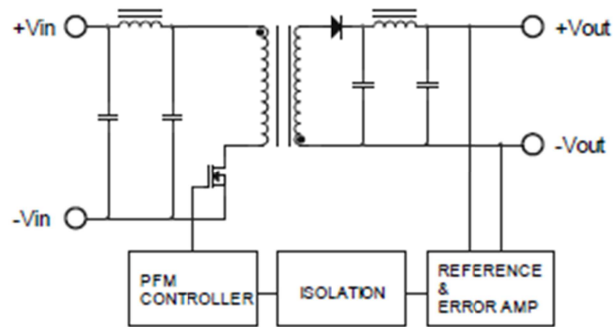 +Vin
+Vout
-Vout
-Vin
PFM
CONTROLLER
ISOLATION
REFERENCE
&
ERROR AMP